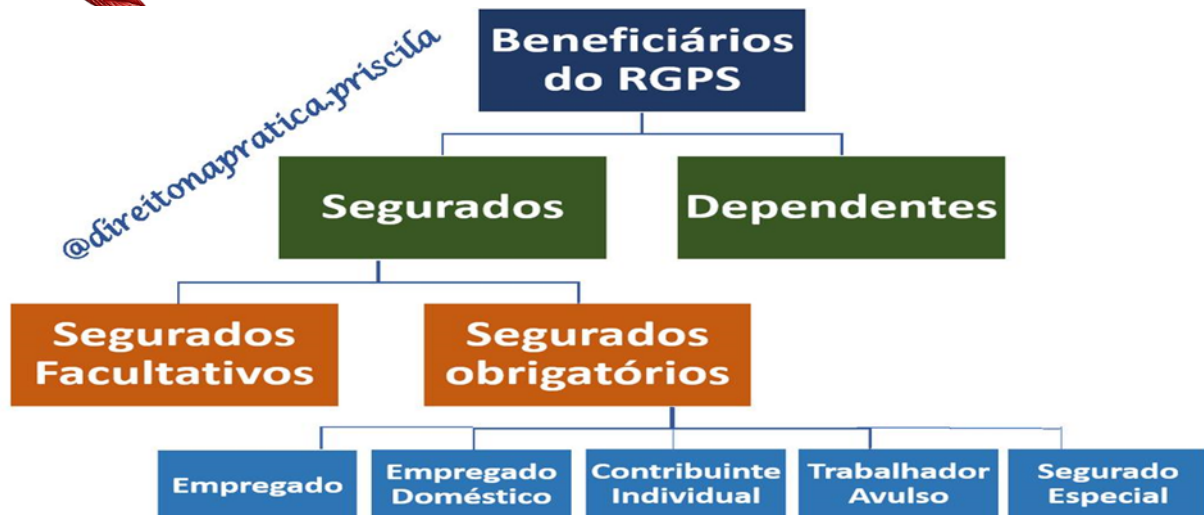 Beneficiários
do RGPS
@direitonapratica.priscila
Segurados
Dependentes
Segurados
Facultativos
Segurados
obrigatórios
Empregado
Empregado
Doméstico
Contribuinte
Individual
Trabalhador
Avulso
Segurado
Especial